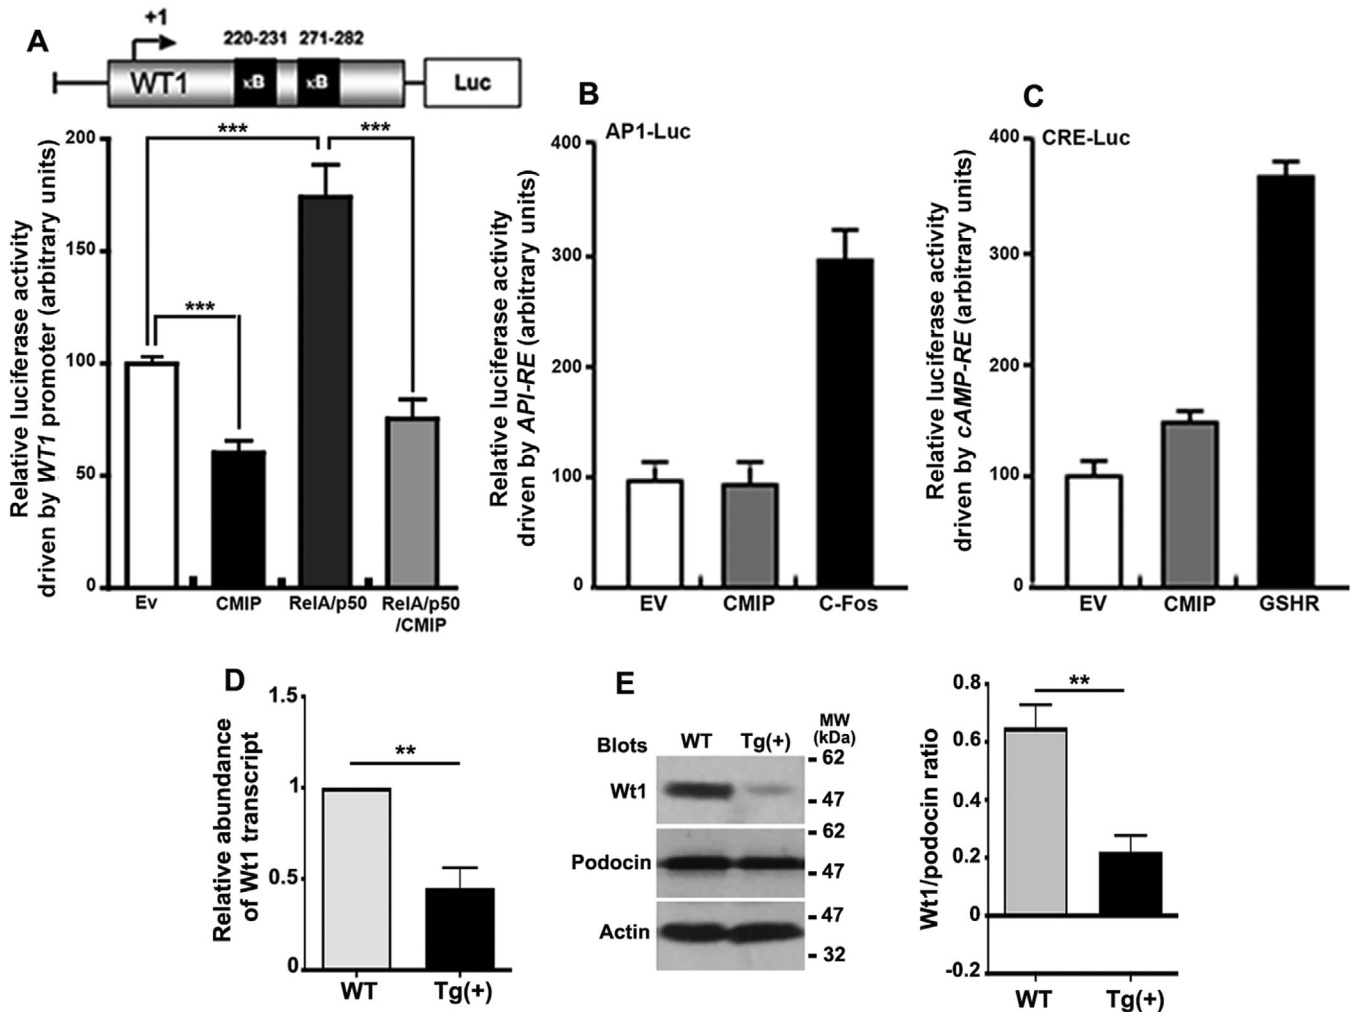 A
+1
220-231 271-282
WT1 κB κB Luc
Relative luciferase activity
driven by WT1 promoter (arbitrary units)
200
150
100
50
0
***
***
***
Ev CMIP RelA/p50 RelA/p50
/CMIP
B
AP1-Luc
Relative luciferase activity
driven by API-RE (arbitrary units)
400
300
200
100
0
EV CMIP C-Fos
C
CRE-Luc
Relative luciferase activity
driven by cAMP-RE (arbitrary units)
400
300
200
100
0
EV CMIP GSHR
D
Relative abundance
of Wt1 transcript
1.5
1
0.5
0
**
WT Tg(+)
E
Blots WT Tg(+) MW
(kDa)
Wt1
62
47
Podocin
62
47
Actin
47
32
Wt1/podocin ratio
0.8
0.6
0.4
0.2
0
-0.2
**
WT Tg(+)